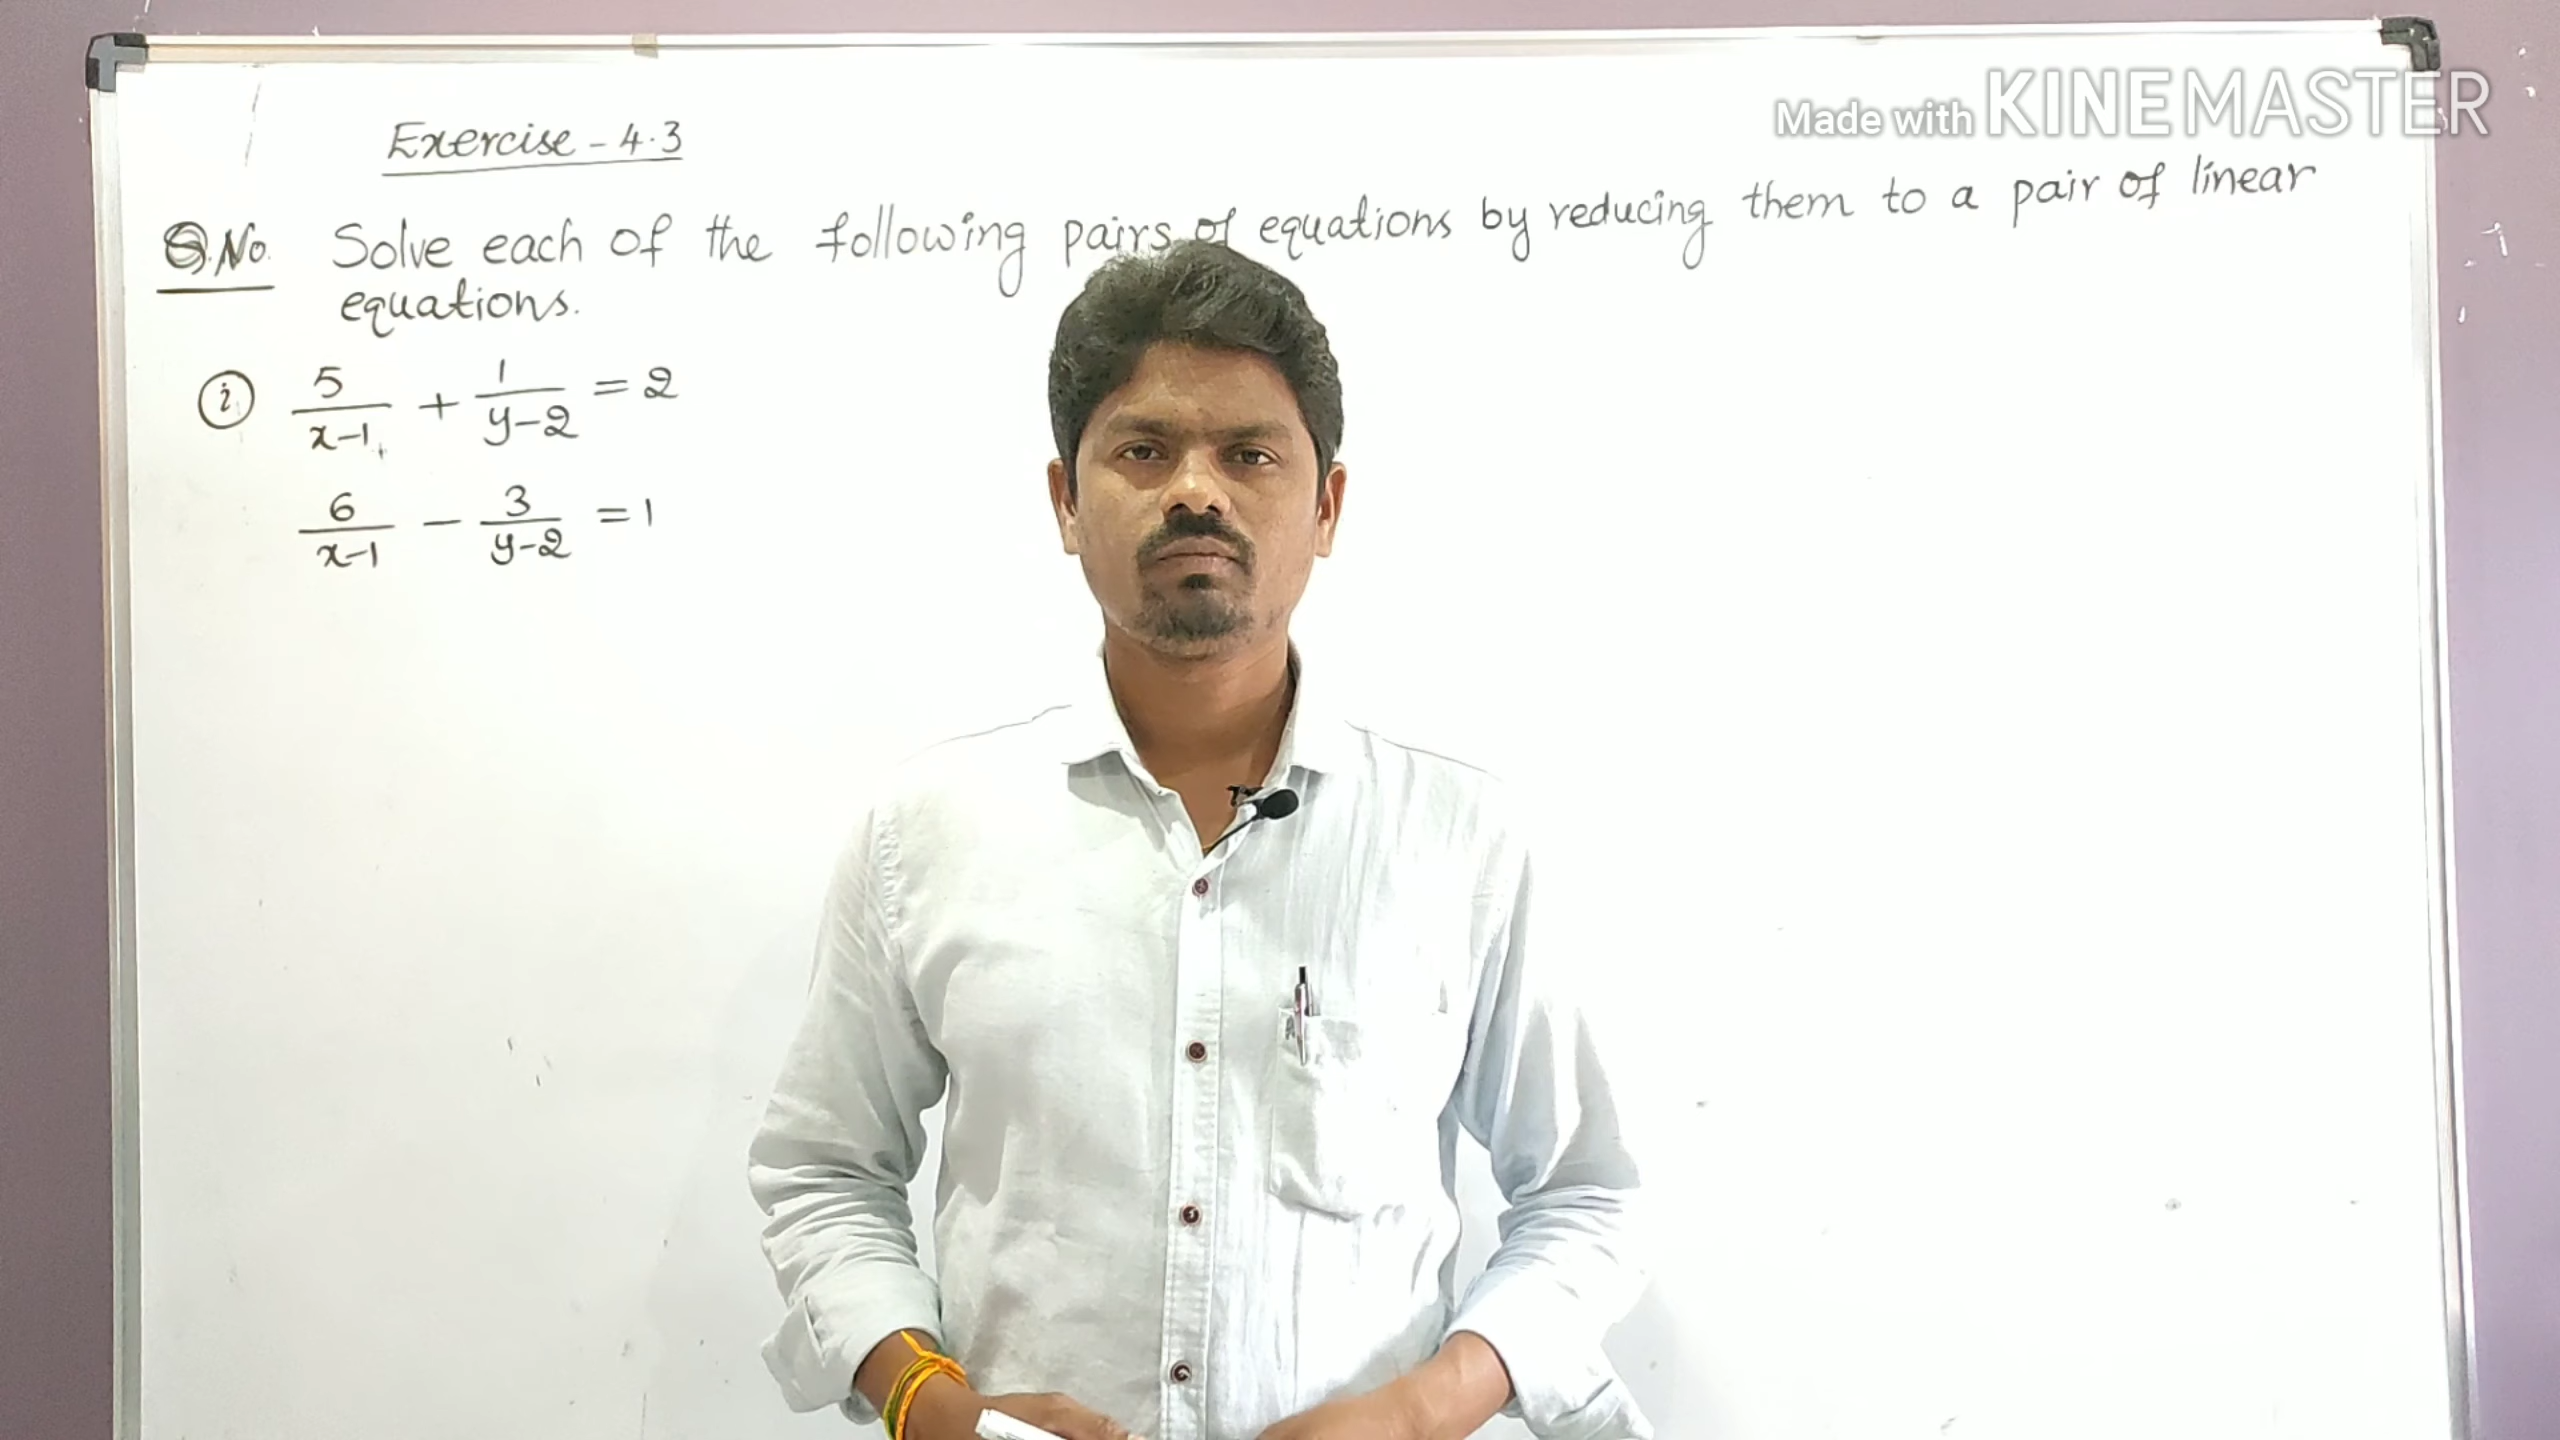 Made with KINEMASTER
Exercise - 4.3
Q.No. Solve each of the following pairs of equations by reducing them to a pair of linear
equations.
(i) 5/(x-1) + 1/(y-2) = 2
6/(x-1) - 3/(y-2) = 1